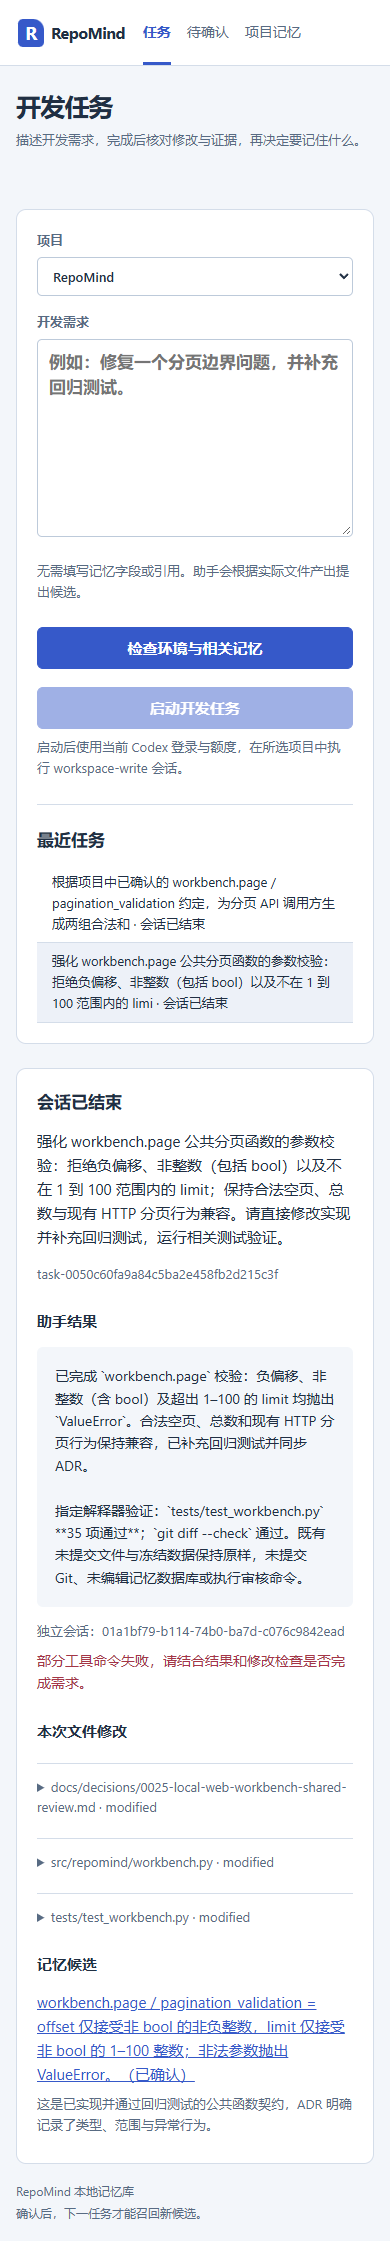 R RepoMind 任务 待确认 项目记忆
开发任务
描述开发需求，完成后核对修改与证据，再决定要记住什么。
项目
RepoMind
开发需求
例如：修复一个分页边界问题，并补充
回归测试。
无需填写记忆字段或引用。助手会根据实际文件产出提
出候选。
检查环境与相关记忆
启动开发任务
启动后使用当前 Codex 登录与额度，在所选项目中执
行 workspace-write 会话。
最近任务
根据项目中已确认的 workbench.page /
pagination_validation 约定，为分页 API 调用方生
成两组合法和 · 会话已结束
强化 workbench.page 公共分页函数的参数校验：
拒绝负偏移、非整数（包括 bool）以及不在 1 到
100 范围内的 limi · 会话已结束
会话已结束
强化 workbench.page 公共分页函数的参数校
验：拒绝负偏移、非整数（包括 bool）以及不
在 1 到 100 范围内的 limit；保持合法空页、总
数与现有 HTTP 分页行为兼容。请直接修改实现
并补充回归测试，运行相关测试验证。
task-0050c60fa9a84c5ba2e458fb2d215c3f
助手结果
已完成 `workbench.page` 校验：负偏移、非
整数（含 bool）及超出 1–100 的 limit 均抛出
`ValueError`。合法空页、总数和现有 HTTP 分
页行为保持兼容，已补充回归测试并同步
ADR。
指定解释器验证：`tests/test_workbench.py`
**35 项通过**；`git diff --check` 通过。既有
未提交文件与冻结数据保持原样，未提交
Git、未编辑记忆数据库或执行审核命令。
独立会话：01a1bf79-b114-74b0-ba7d-c076c9842ead
部分工具命令失败，请结合结果和修改检查是否完
成需求。
本次文件修改
docs/decisions/0025-local-web-workbench-shared-
review.md · modified
src/repomind/workbench.py · modified
tests/test_workbench.py · modified
记忆候选
workbench.page / pagination_validation =
offset 仅接受非 bool 的非负整数，limit 仅接受
非 bool 的 1–100 整数；非法参数抛出
ValueError。（已确认）
这是已实现并通过回归测试的公共函数契约，ADR 明确
记录了类型、范围与异常行为。
RepoMind 本地记忆库
确认后，下一任务才能召回新候选。